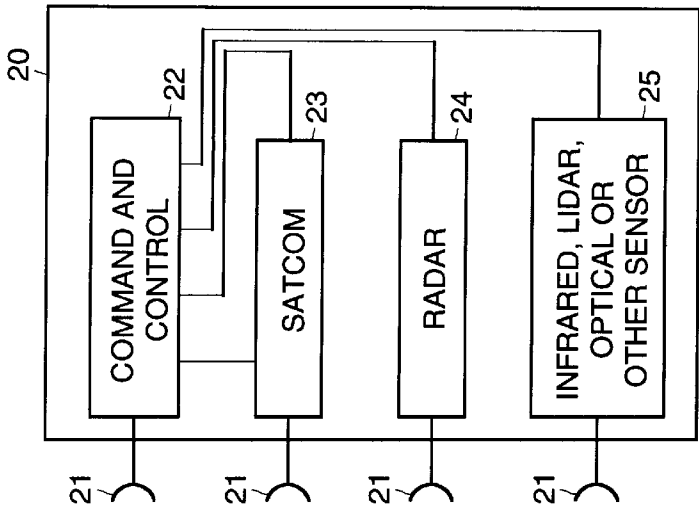 20
COMMAND AND
CONTROL
22
21
SATCOM
23
21
RADAR
24
21
INFRARED, LIDAR,
OPTICAL OR
OTHER SENSOR
25
21